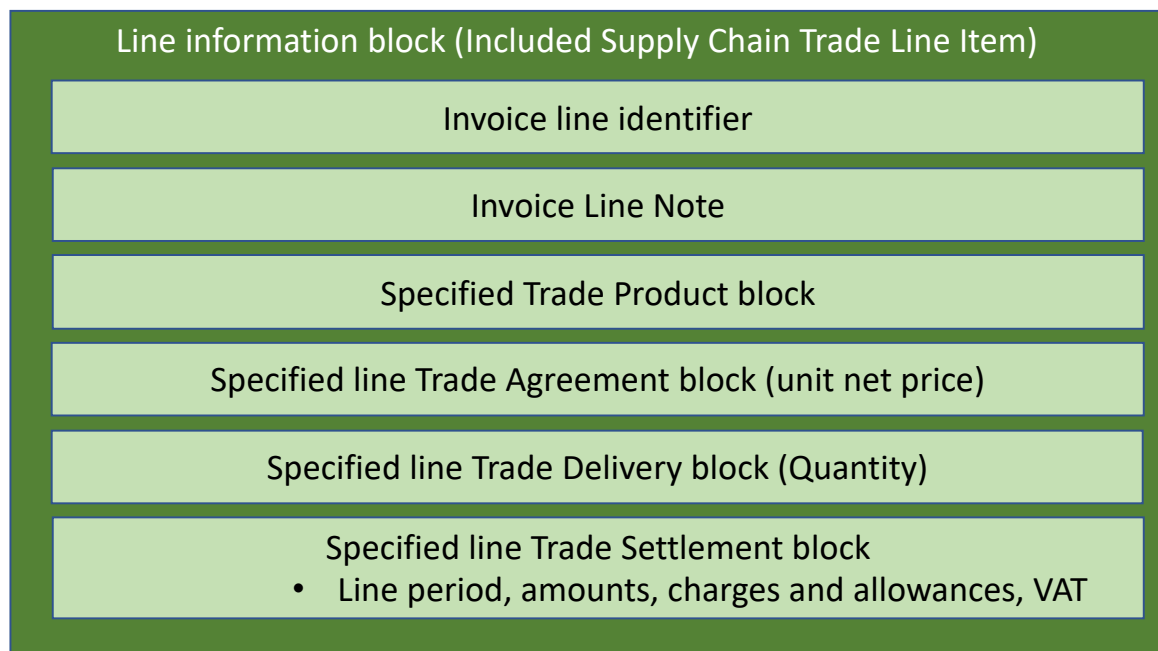 Line information block (Included Supply Chain Trade Line Item)
Invoice line identifier
Invoice Line Note
Specified Trade Product block
Specified line Trade Agreement block (unit net price)
Specified line Trade Delivery block (Quantity)
Specified line Trade Settlement block
• Line period, amounts, charges and allowances, VAT